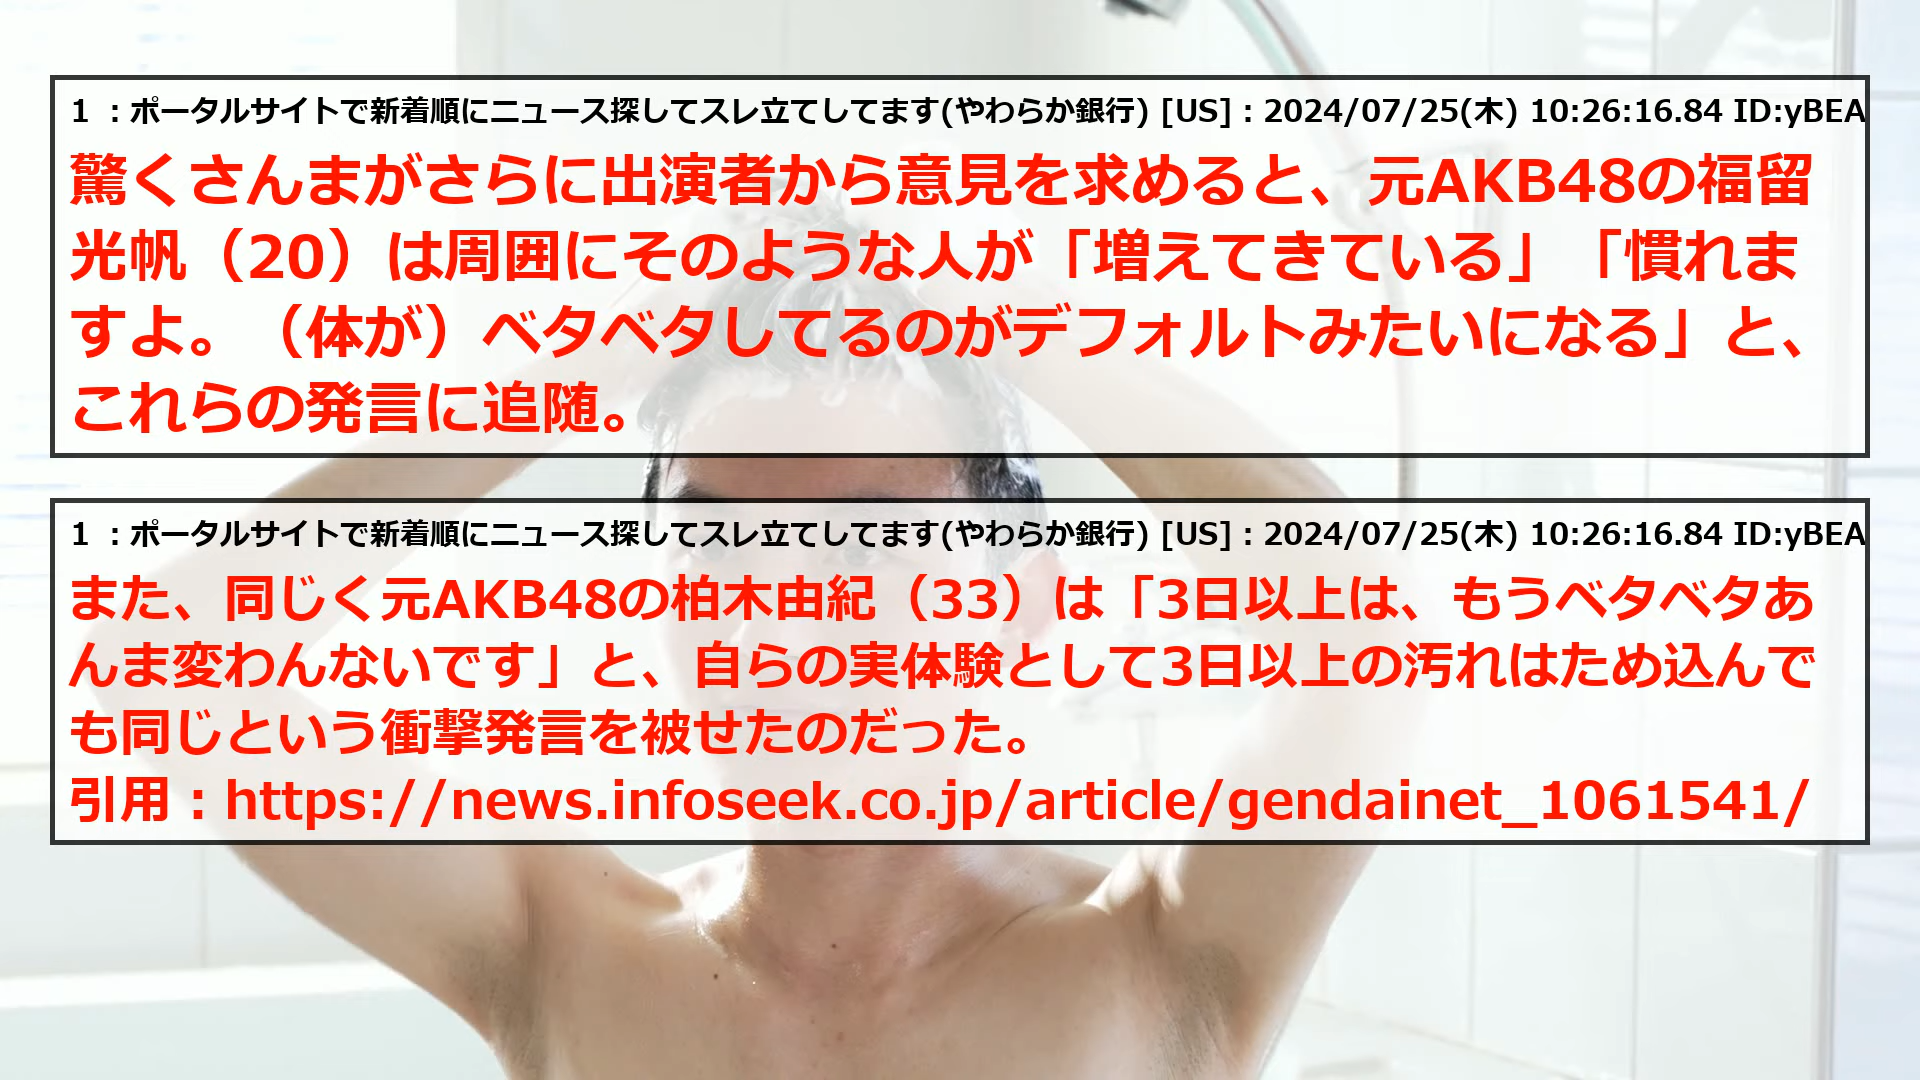 1 ：ポータルサイトで新着順にニュース探してスレ立てしてます(やわらか銀行) [US]：2024/07/25(木) 10:26:16.84 ID:yBEA
驚くさんまがさらに出演者から意見を求めると、元AKB48の福留
光帆（20）は周囲にそのような人が「増えてきている」「慣れま
すよ。（体が）ベタベタしてるのがデフォルトみたいになる」と、
これらの発言に追随。
1 ：ポータルサイトで新着順にニュース探してスレ立てしてます(やわらか銀行) [US]：2024/07/25(木) 10:26:16.84 ID:yBEA
また、同じく元AKB48の柏木由紀（33）は「3日以上は、もうベタベタあ
んま変わんないです」と、自らの実体験として3日以上の汚れはため込んで
も同じという衝撃発言を被せたのだった。
引用：https://news.infoseek.co.jp/article/gendainet_1061541/